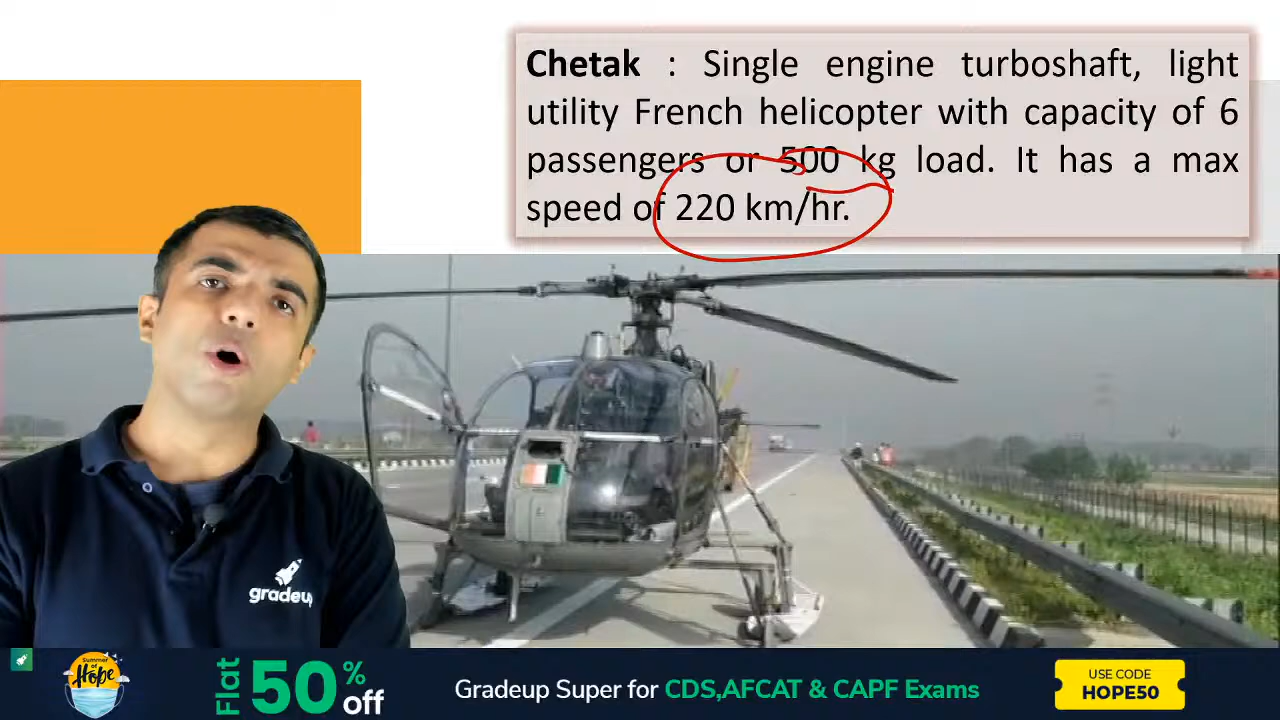 Chetak : Single engine turboshaft, light
utility French helicopter with capacity of 6
passengers or 500 kg load. It has a max
speed of 220 km/hr.
gradeup
Summer
of
Hope
Flat 50% off
Gradeup Super for CDS,AFCAT & CAPF Exams
USE CODE
HOPE50